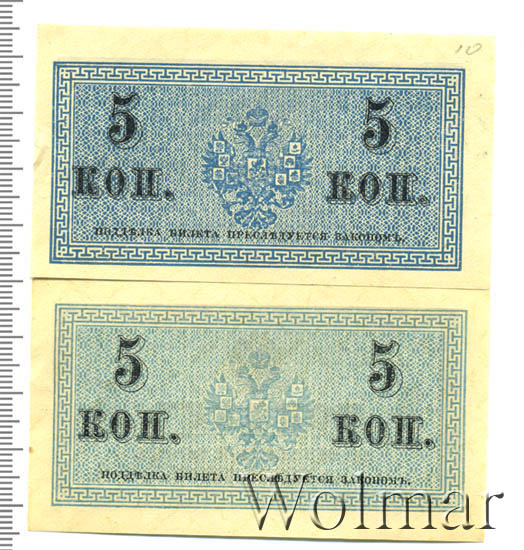 10
5 5
КОП. КОП.
ПОДДѢЛКА БИЛЕТА ПРЕСЛѢДУЕТСЯ ЗАКОНОМЪ.
5 5
КОП. КОП.
ПОДДѢЛКА БИЛЕТА ПРЕСЛѢДУЕТСЯ ЗАКОНОМЪ.
Wolmar